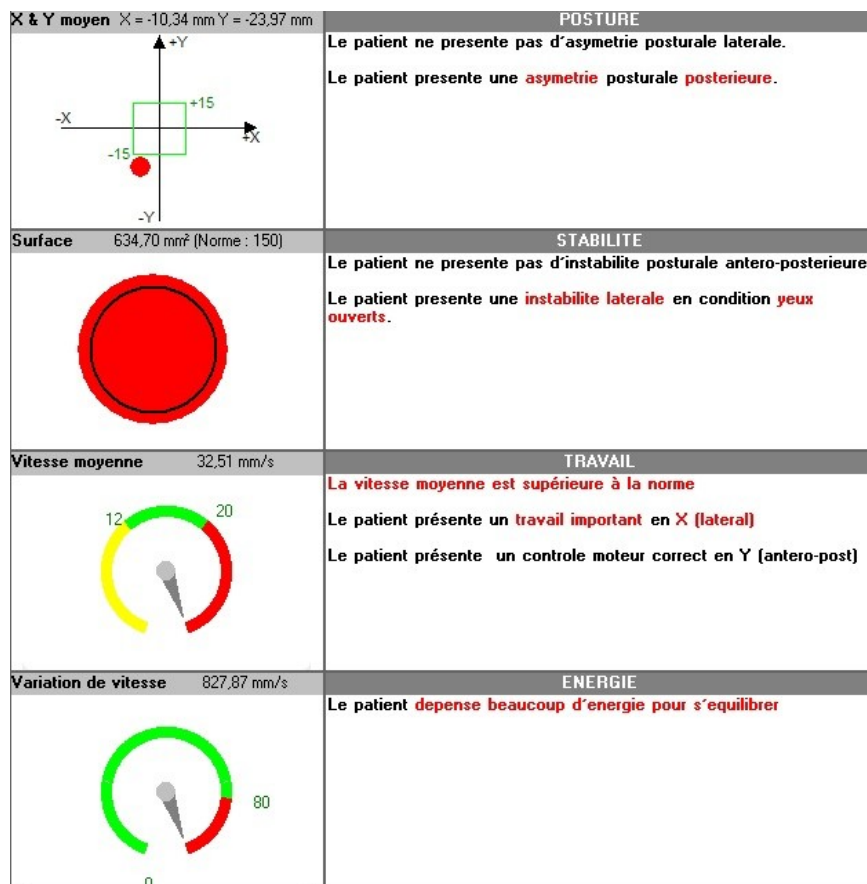 X & Y moyen X = -10,34 mm Y = -23,97 mm
+Y
+15
-X
+X
-15
-Y
POSTURE
Le patient ne presente pas d'asymetrie posturale laterale.
Le patient presente une asymetrie posturale posterieure.
Surface 634,70 mm² (Norme : 150)
STABILITE
Le patient ne presente pas d'instabilite posturale antero-posterieure
Le patient presente une instabilite laterale en condition yeux
ouverts.
Vitesse moyenne 32,51 mm/s
12
20
TRAVAIL
La vitesse moyenne est supérieure à la norme
Le patient présente un travail important en X (lateral)
Le patient présente un controle moteur correct en Y (antero-post)
Variation de vitesse 827,87 mm/s
80
0
ENERGIE
Le patient depense beaucoup d'energie pour s'equilibrer